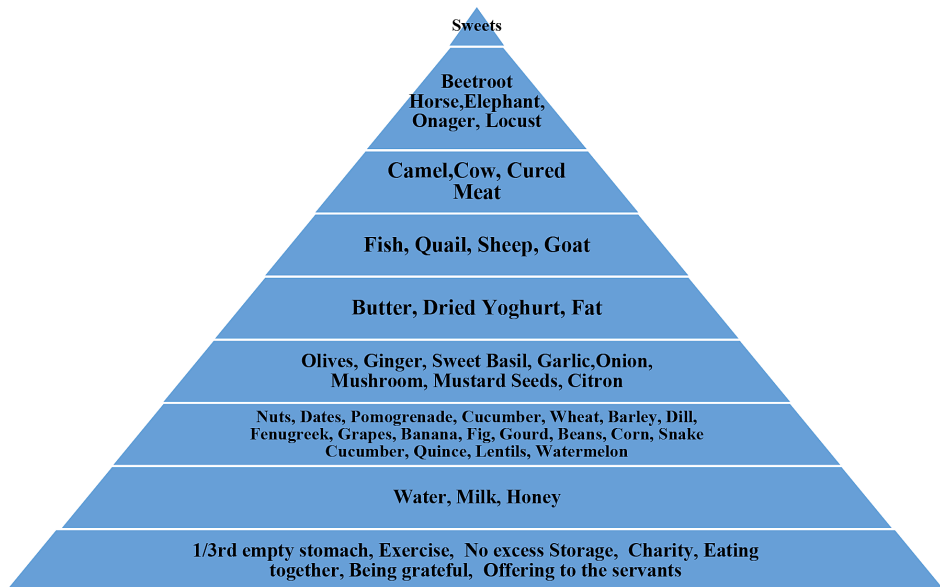 Sweets
Beetroot
Horse,Elephant,
Onager, Locust
Camel,Cow, Cured
Meat
Fish, Quail, Sheep, Goat
Butter, Dried Yoghurt, Fat
Olives, Ginger, Sweet Basil, Garlic,Onion,
Mushroom, Mustard Seeds, Citron
Nuts, Dates, Pomogrenade, Cucumber, Wheat, Barley, Dill,
Fenugreek, Grapes, Banana, Fig, Gourd, Beans, Corn, Snake
Cucumber, Quince, Lentils, Watermelon
Water, Milk, Honey
1/3rd empty stomach, Exercise, No excess Storage, Charity, Eating
together, Being grateful, Offering to the servants